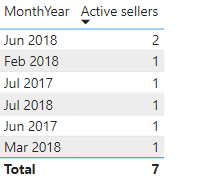 MonthYear Active sellers
Jun 2018 2
Feb 2018 1
Jul 2017 1
Jul 2018 1
Jun 2017 1
Mar 2018 1
Total 7